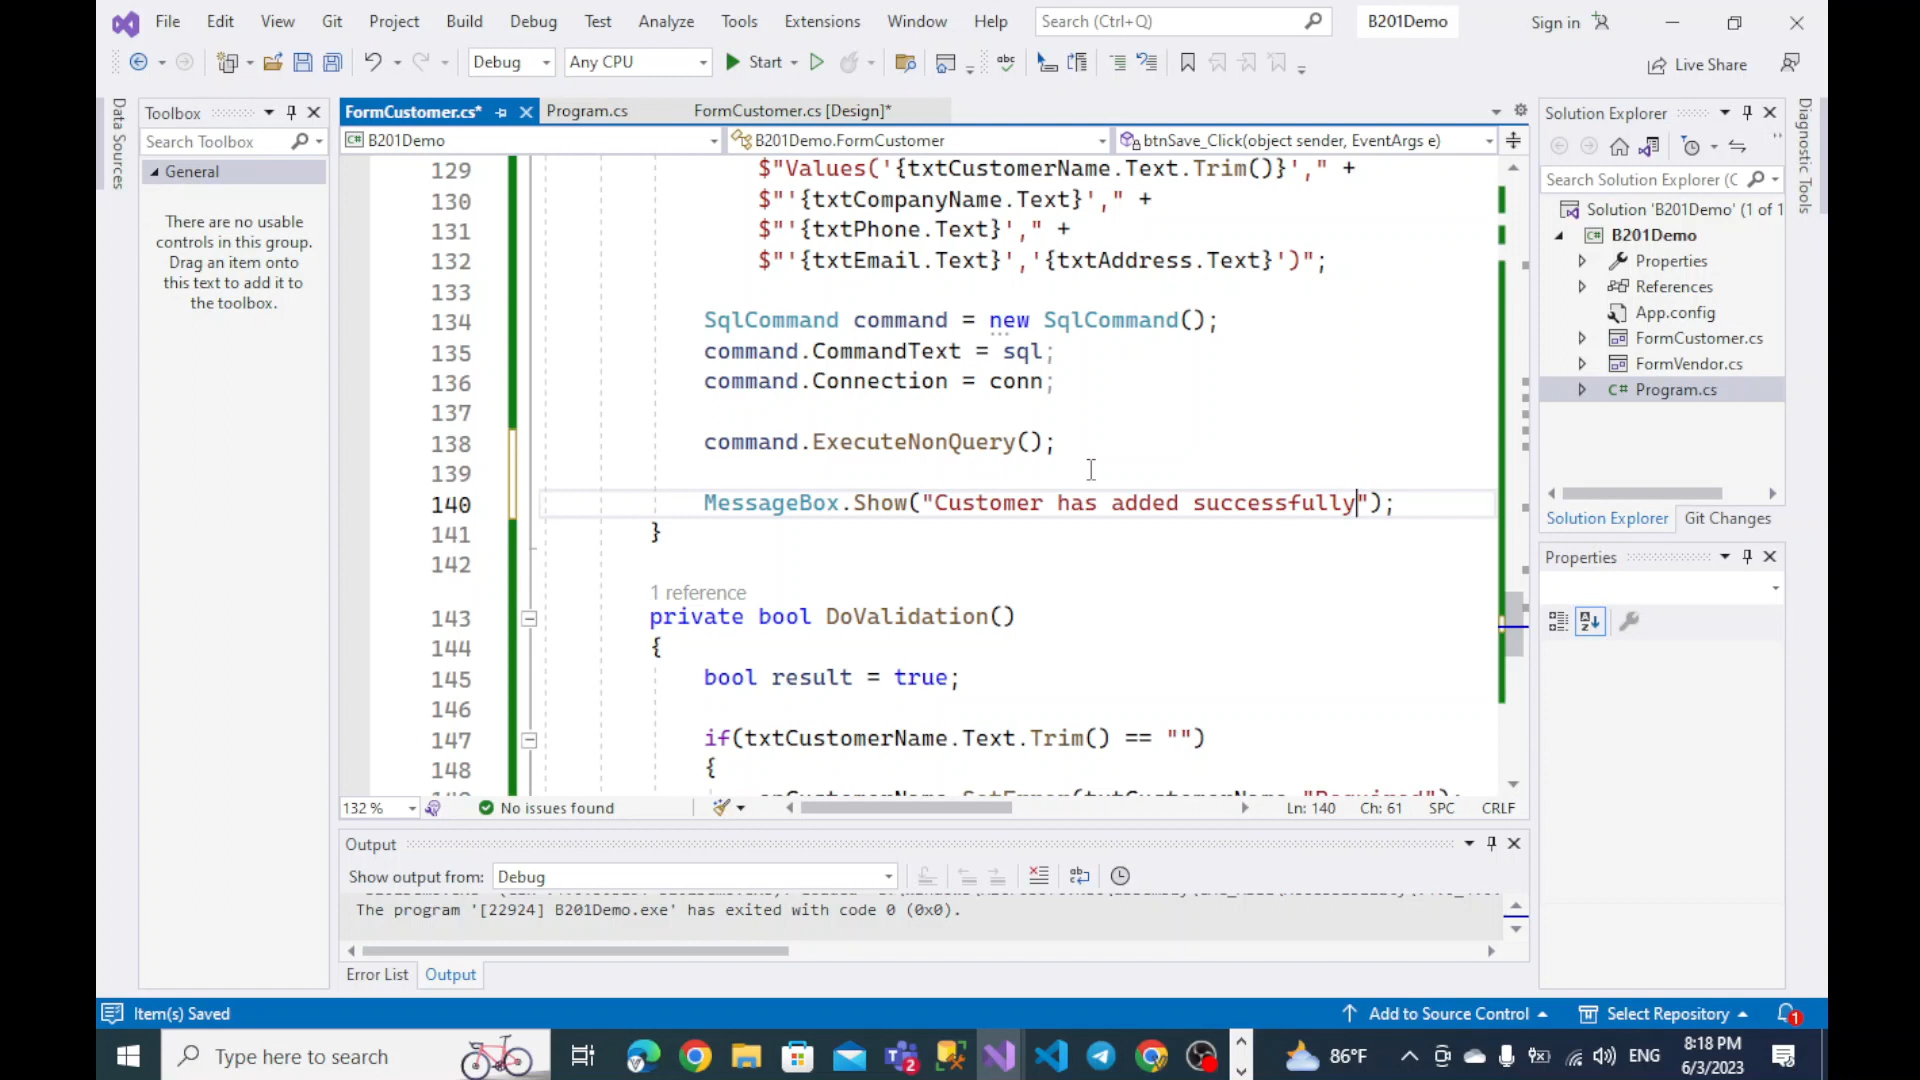 File Edit View Git Project Build Debug Test Analyze Tools Extensions Window Help Search (Ctrl+Q) B201Demo Sign in
Debug Any CPU Start Live Share
Data Sources
Toolbox
Search Toolbox
General
There are no usable
controls in this group.
Drag an item onto
this text to add it to
the toolbox.
FormCustomer.cs* Program.cs FormCustomer.cs [Design]*
B201Demo B201Demo.FormCustomer btnSave_Click(object sender, EventArgs e)
129 $"Values('{txtCustomerName.Text.Trim()}'," +
130 $"'{txtCompanyName.Text}'," +
131 $"'{txtPhone.Text}'," +
132 $"'{txtEmail.Text}','{txtAddress.Text}')";
133
134 SqlCommand command = new SqlCommand();
135 command.CommandText = sql;
136 command.Connection = conn;
137
138 command.ExecuteNonQuery();
139
140 MessageBox.Show("Customer has added successfully");
141 }
142
1 reference
143 private bool DoValidation()
144 {
145 bool result = true;
146
147 if(txtCustomerName.Text.Trim() == "")
148 {
132 % No issues found Ln: 140 Ch: 61 SPC CRLF
Output
Show output from: Debug
The program '[22924] B201Demo.exe' has exited with code 0 (0x0).
Error List Output
Solution Explorer
Search Solution Explorer (C
Solution 'B201Demo' (1 of 1
B201Demo
Properties
References
App.config
FormCustomer.cs
FormVendor.cs
C# Program.cs
Solution Explorer Git Changes
Properties
Diagnostic Tools
Item(s) Saved Add to Source Control Select Repository 1
Type here to search 2 86°F ENG 8:18 PM
6/3/2023